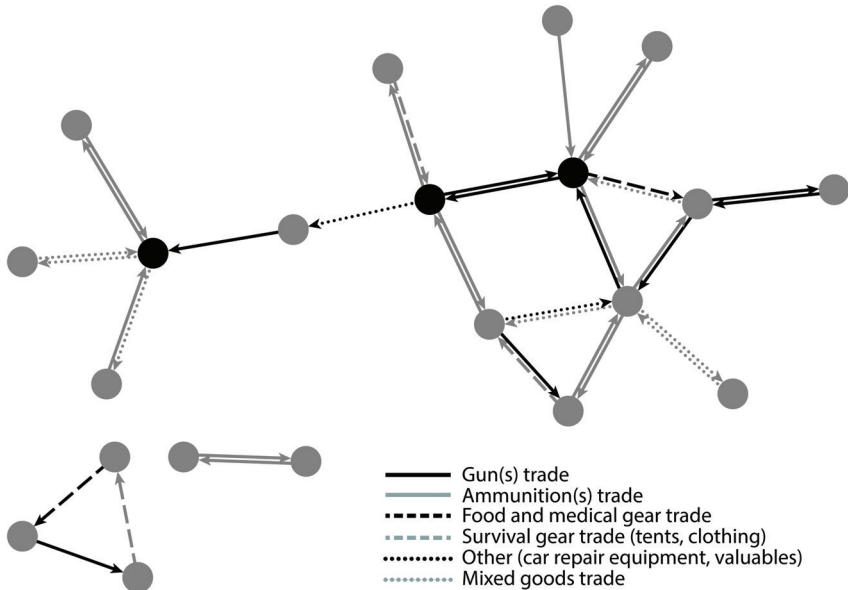 Gun(s) trade
Ammunition(s) trade
Food and medical gear trade
Survival gear trade (tents, clothing)
Other (car repair equipment, valuables)
Mixed goods trade